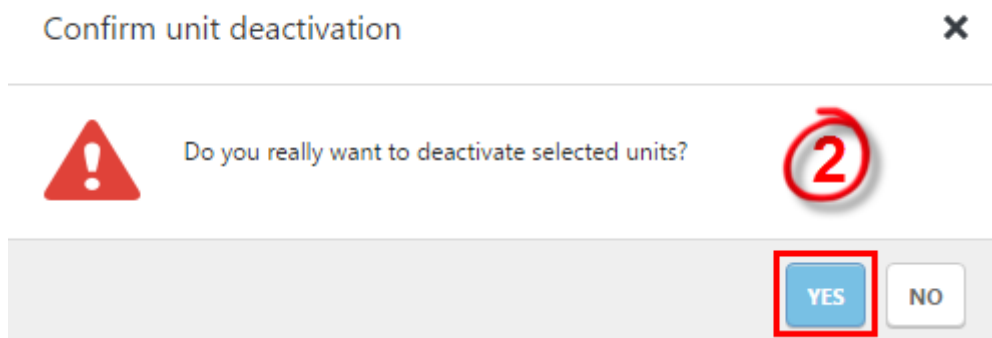 Confirm unit deactivation
Do you really want to deactivate selected units?
2
YES
NO